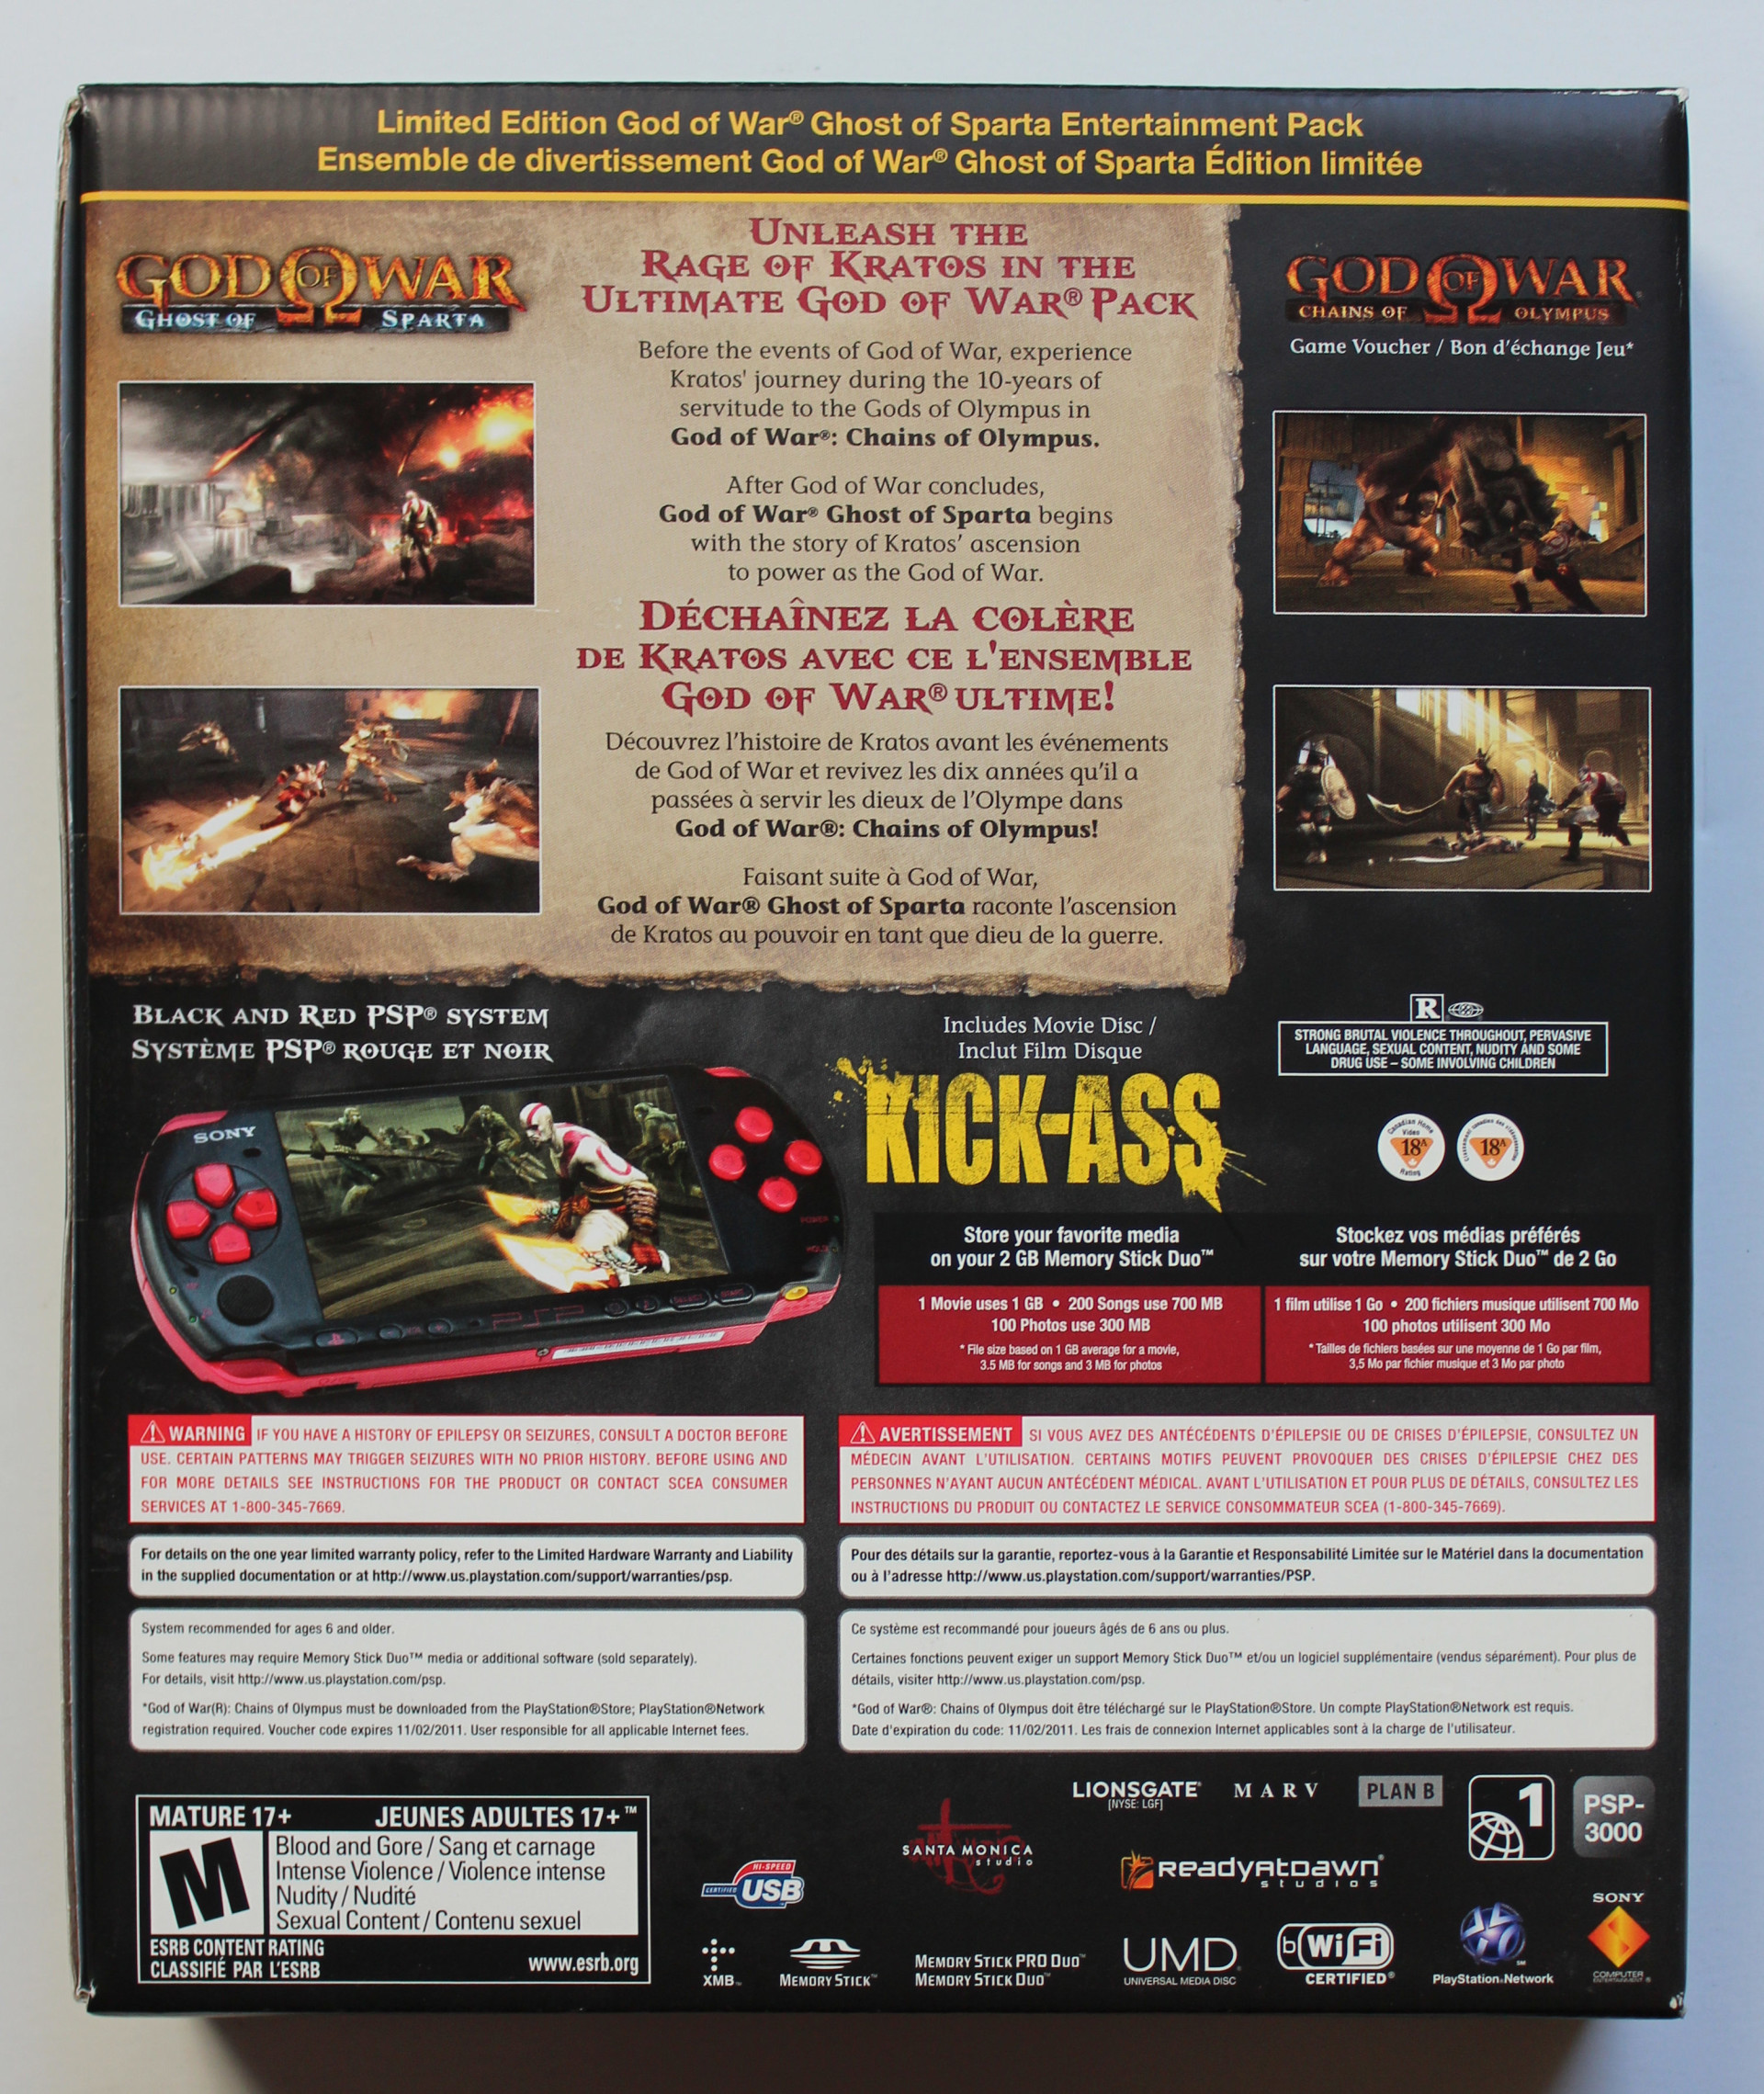 Limited Edition God of War® Ghost of Sparta Entertainment Pack
Ensemble de divertissement God of War® Ghost of Sparta Édition limitée
GOD OF WAR
GHOST OF SPARTA
UNLEASH THE
RAGE OF KRATOS IN THE
ULTIMATE GOD OF WAR® PACK
Before the events of God of War, experience
Kratos' journey during the 10-years of
servitude to the Gods of Olympus in
God of War®: Chains of Olympus.
After God of War concludes,
God of War® Ghost of Sparta begins
with the story of Kratos' ascension
to power as the God of War.
DÉCHAÎNEZ LA COLÈRE
DE KRATOS AVEC CE L'ENSEMBLE
GOD OF WAR® ULTIME!
Découvrez l'histoire de Kratos avant les événements
de God of War et revivez les dix années qu'il a
passées à servir les dieux de l'Olympe dans
God of War®: Chains of Olympus!
Faisant suite à God of War,
God of War® Ghost of Sparta raconte l'ascension
de Kratos au pouvoir en tant que dieu de la guerre.
GOD OF WAR
CHAINS OF OLYMPUS
Game Voucher / Bon d'échange Jeu*
BLACK AND RED PSP® SYSTEM
SYSTÈME PSP® ROUGE ET NOIR
SONY
POWER
HOLD
PSP
SELECT START
Includes Movie Disc /
Inclut Film Disque
KICK-ASS
R
STRONG BRUTAL VIOLENCE THROUGHOUT, PERVASIVE
LANGUAGE, SEXUAL CONTENT, NUDITY AND SOME
DRUG USE – SOME INVOLVING CHILDREN
Canadian Home
Video
18A
Rating
18A
Store your favorite media
on your 2 GB Memory Stick Duo™
1 Movie uses 1 GB • 200 Songs use 700 MB
100 Photos use 300 MB
* File size based on 1 GB average for a movie,
3.5 MB for songs and 3 MB for photos
Stockez vos médias préférés
sur votre Memory Stick Duo™ de 2 Go
1 film utilise 1 Go • 200 fichiers musique utilisent 700 Mo
100 photos utilisent 300 Mo
* Tailles de fichiers basées sur une moyenne de 1 Go par film,
3,5 Mo par fichier musique et 3 Mo par photo
WARNING IF YOU HAVE A HISTORY OF EPILEPSY OR SEIZURES, CONSULT A DOCTOR BEFORE
USE. CERTAIN PATTERNS MAY TRIGGER SEIZURES WITH NO PRIOR HISTORY. BEFORE USING AND
FOR MORE DETAILS SEE INSTRUCTIONS FOR THE PRODUCT OR CONTACT SCEA CONSUMER
SERVICES AT 1-800-345-7669.
AVERTISSEMENT SI VOUS AVEZ DES ANTÉCÉDENTS D'ÉPILEPSIE OU DE CRISES D'ÉPILEPSIE, CONSULTEZ UN
MÉDECIN AVANT L'UTILISATION. CERTAINS MOTIFS PEUVENT PROVOQUER DES CRISES D'ÉPILEPSIE CHEZ DES
PERSONNES N'AYANT AUCUN ANTÉCÉDENT MÉDICAL. AVANT L'UTILISATION ET POUR PLUS DE DÉTAILS, CONSULTEZ LES
INSTRUCTIONS DU PRODUIT OU CONTACTEZ LE SERVICE CONSOMMATEUR SCEA (1-800-345-7669).
For details on the one year limited warranty policy, refer to the Limited Hardware Warranty and Liability
in the supplied documentation or at http://www.us.playstation.com/support/warranties/psp.
Pour des détails sur la garantie, reportez-vous à la Garantie et Responsabilité Limitée sur le Matériel dans la documentation
ou à l'adresse http://www.us.playstation.com/support/warranties/PSP.
System recommended for ages 6 and older.
Some features may require Memory Stick Duo™ media or additional software (sold separately).
For details, visit http://www.us.playstation.com/psp.
*God of War(R): Chains of Olympus must be downloaded from the PlayStation®Store; PlayStation®Network
registration required. Voucher code expires 11/02/2011. User responsible for all applicable Internet fees.
Ce système est recommandé pour joueurs âgés de 6 ans ou plus.
Certaines fonctions peuvent exiger un support Memory Stick Duo™ et/ou un logiciel supplémentaire (vendus séparément). Pour plus de
détails, visiter http://www.us.playstation.com/psp.
*God of War®: Chains of Olympus doit être téléchargé sur le PlayStation®Store. Un compte PlayStation®Network est requis.
Date d'expiration du code: 11/02/2011. Les frais de connexion Internet applicables sont à la charge de l'utilisateur.
MATURE 17+ JEUNES ADULTES 17+™
M
Blood and Gore / Sang et carnage
Intense Violence / Violence intense
Nudity / Nudité
Sexual Content / Contenu sexuel
ESRB CONTENT RATING
CLASSIFIÉ PAR L'ESRB
www.esrb.org
LIONSGATE®
[NYSE: LGF]
MARV
PLAN B
1
PSP-
3000
SANTA MONICA
studio
READYATDAWN®
studios
HI-SPEED
CERTIFIED USB
XMB™
MEMORY STICK™
MEMORY STICK PRO DUO™
MEMORY STICK DUO™
UMD
UNIVERSAL MEDIA DISC
b WiFi
CERTIFIED®
PlayStation®Network
SONY
COMPUTER
ENTERTAINMENT®